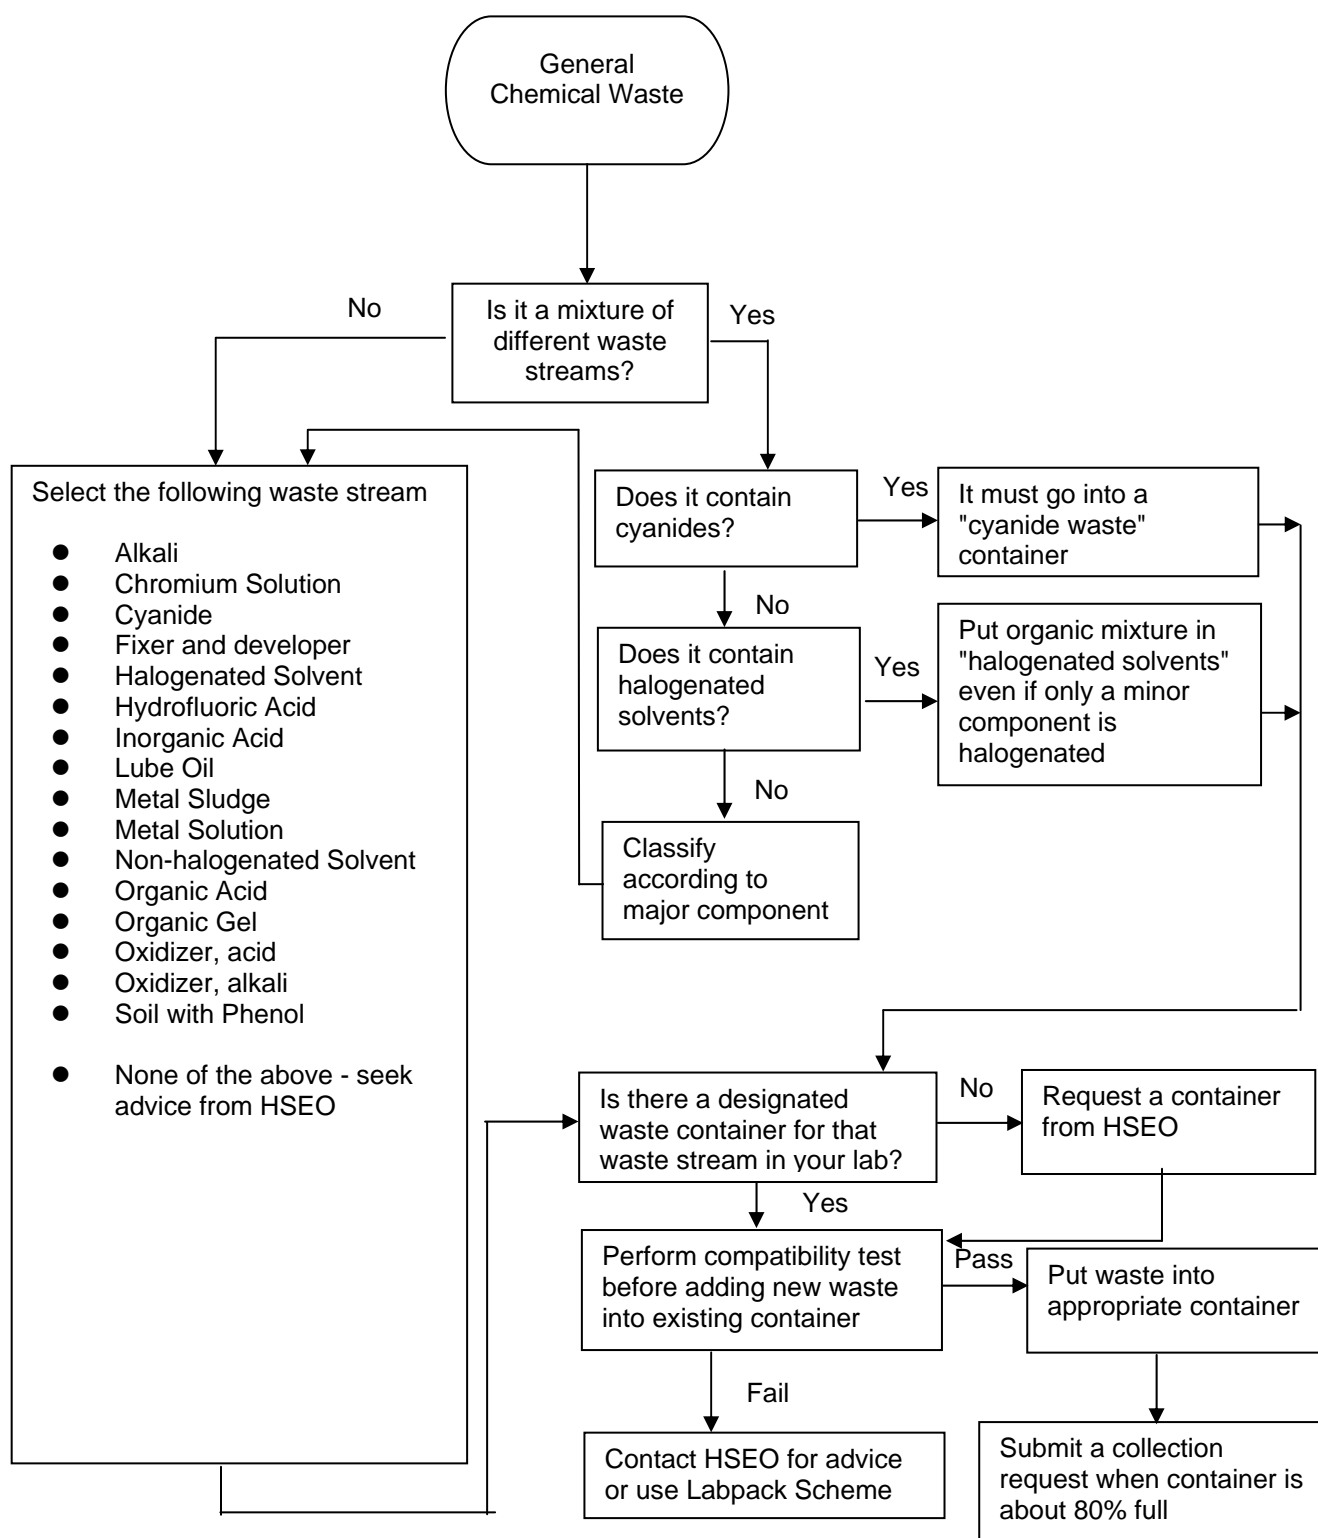 General
Chemical Waste
Is it a mixture of
different waste
streams?
No
Yes
Select the following waste stream
● Alkali
● Chromium Solution
● Cyanide
● Fixer and developer
● Halogenated Solvent
● Hydrofluoric Acid
● Inorganic Acid
● Lube Oil
● Metal Sludge
● Metal Solution
● Non-halogenated Solvent
● Organic Acid
● Organic Gel
● Oxidizer, acid
● Oxidizer, alkali
● Soil with Phenol
● None of the above - seek
advice from HSEO
Does it contain
cyanides?
Yes
It must go into a
"cyanide waste"
container
No
Does it contain
halogenated
solvents?
Yes
Put organic mixture in
"halogenated solvents"
even if only a minor
component is
halogenated
No
Classify
according to
major component
Is there a designated
waste container for that
waste stream in your lab?
No
Request a container
from HSEO
Yes
Perform compatibility test
before adding new waste
into existing container
Pass
Put waste into
appropriate container
Fail
Contact HSEO for advice
or use Labpack Scheme
Submit a collection
request when container is
about 80% full